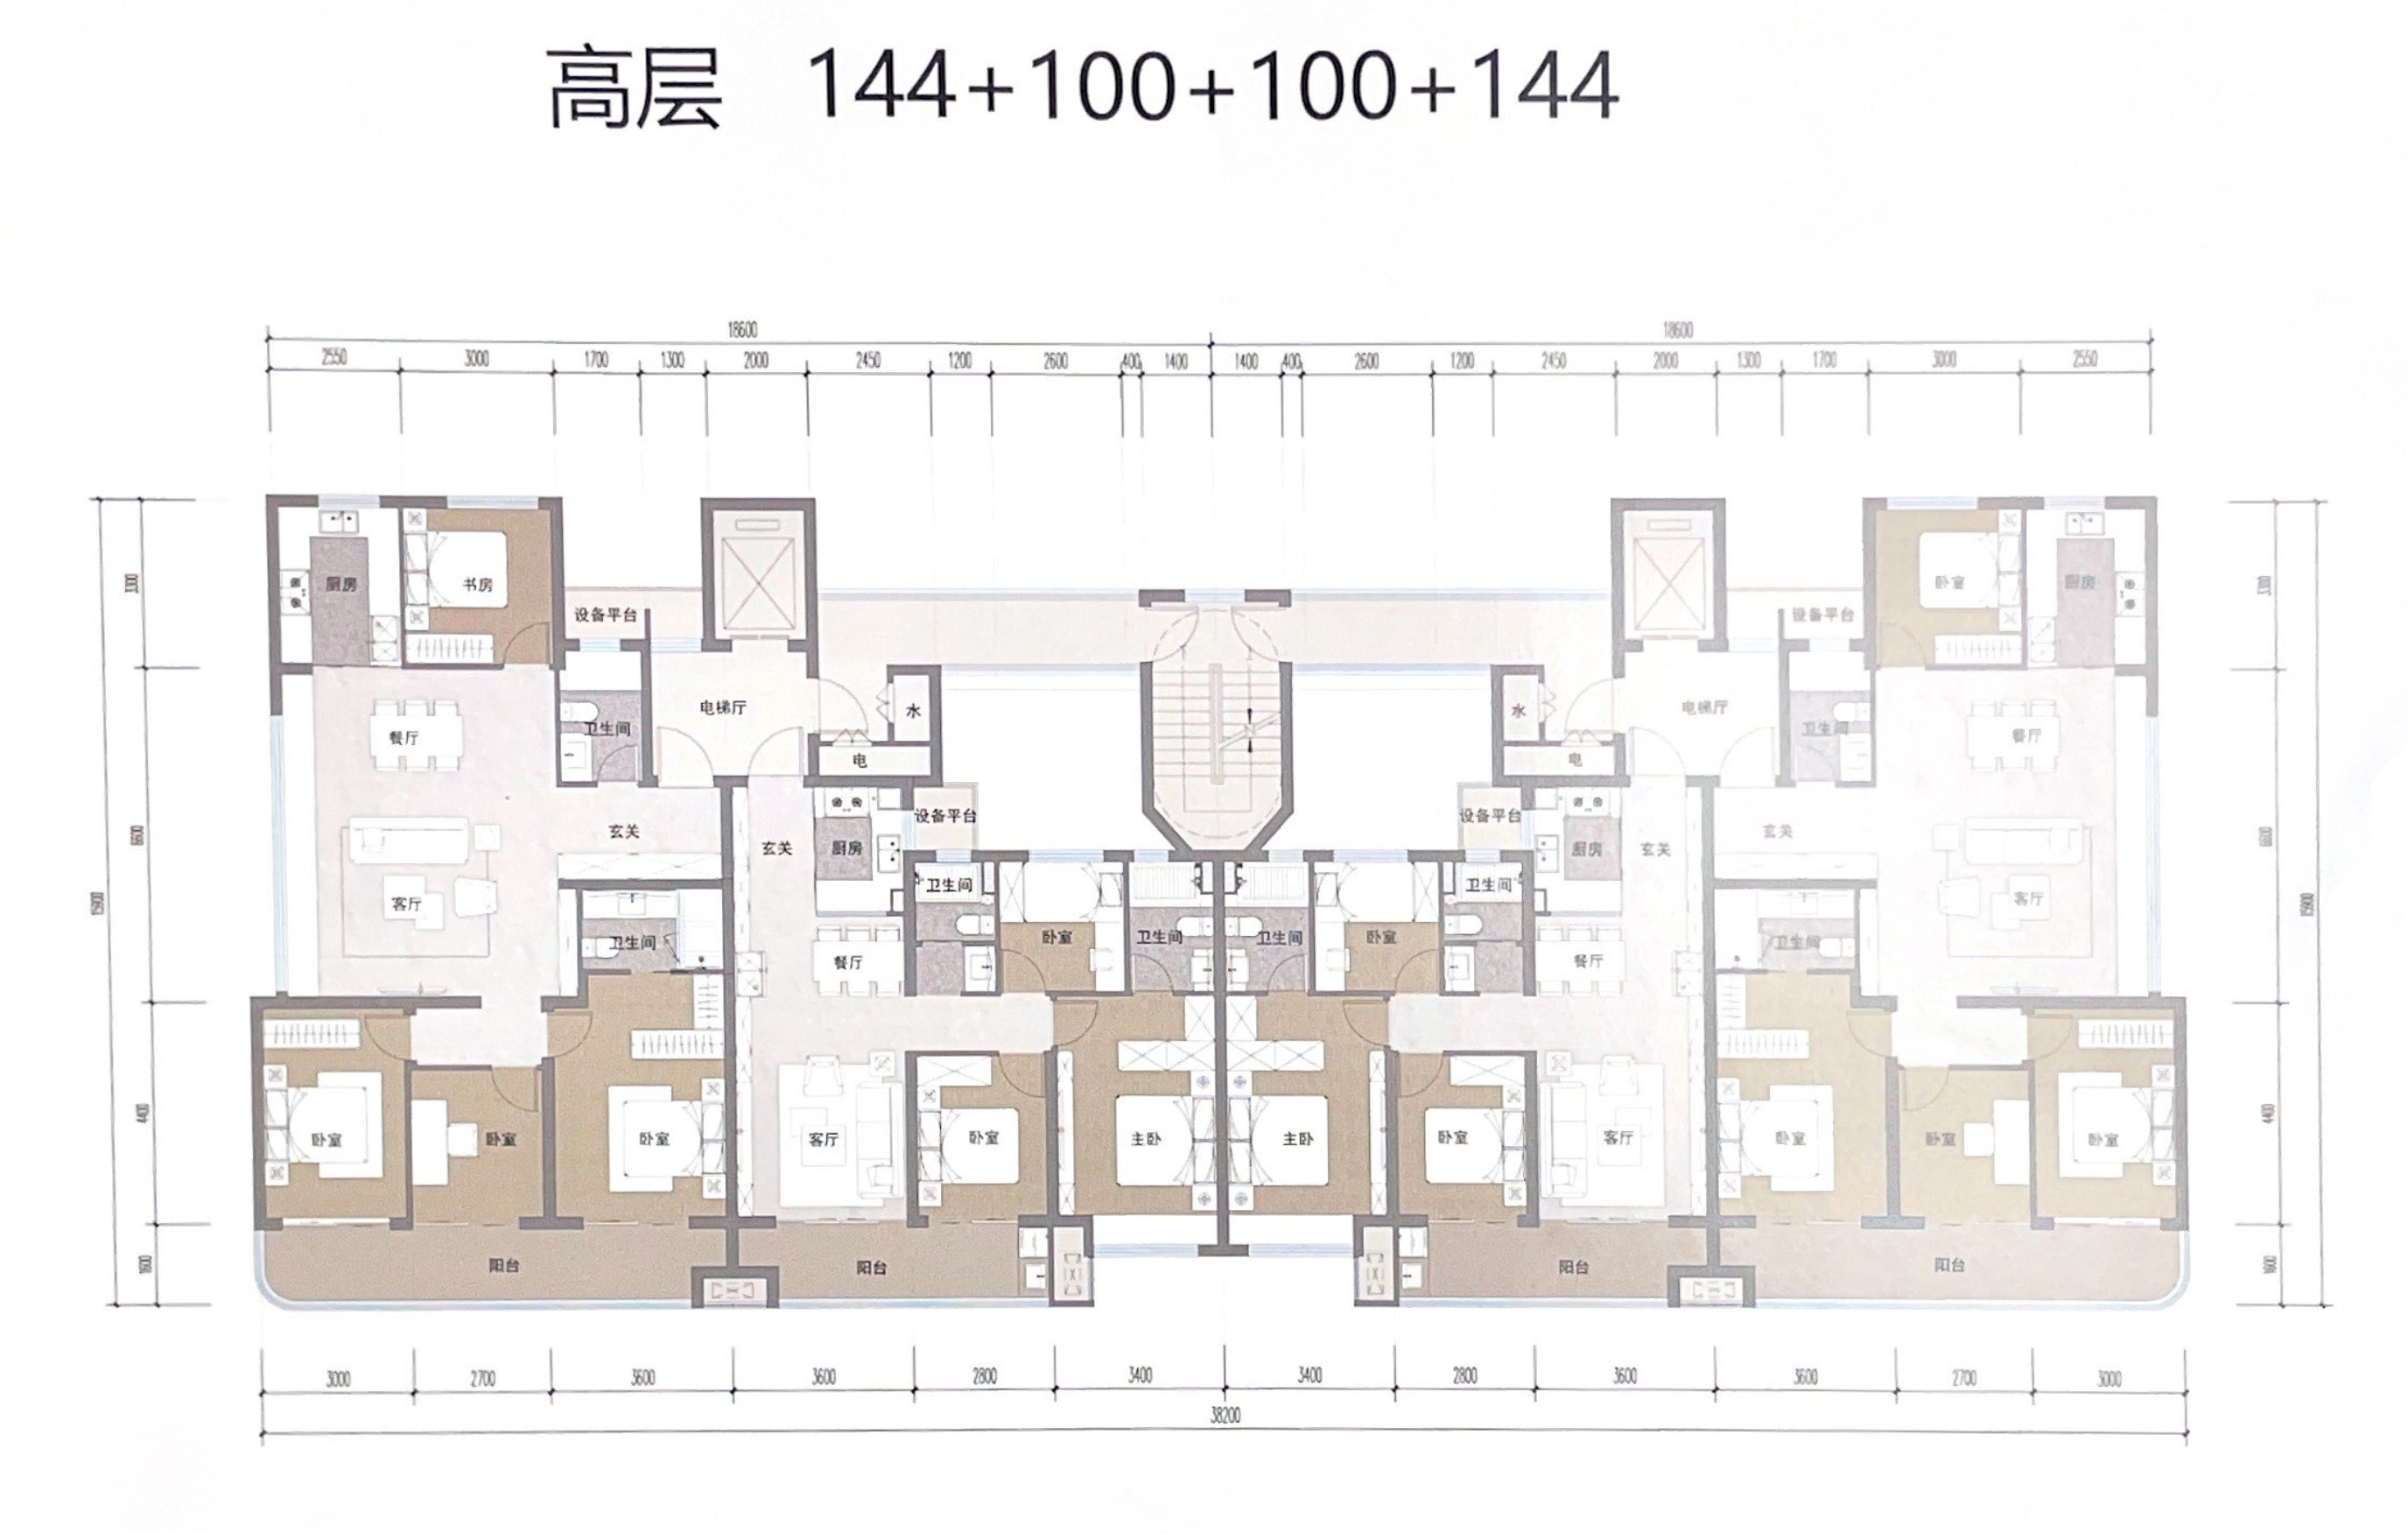 高层 144+100+100+144
18600 18600
2550 3000 1700 1300 2000 2450 1200 2600 400 1400 1400 400 2600 1200 2450 2000 1300 1700 3000 2550
3300 厨房 书房 设备平台 设备平台 卧室 厨房 3300
餐厅 卫生间 电梯厅 水 水 电梯厅 卫生间 餐厅
电 电
6600 玄关 玄关 厨房 设备平台 设备平台 厨房 玄关 玄关 6600
15900 客厅 卫生间 卫生间 客厅 15900
卫生间 餐厅 卧室 卫生间 卫生间 卧室 餐厅 卫生间
4400 卧室 卧室 卧室 客厅 卧室 主卧 主卧 卧室 客厅 卧室 卧室 卧室 4400
1600 阳台 阳台 阳台 阳台 1600
3000 2700 3600 3600 2800 3400 3400 2800 3600 3600 2700 3000
38200